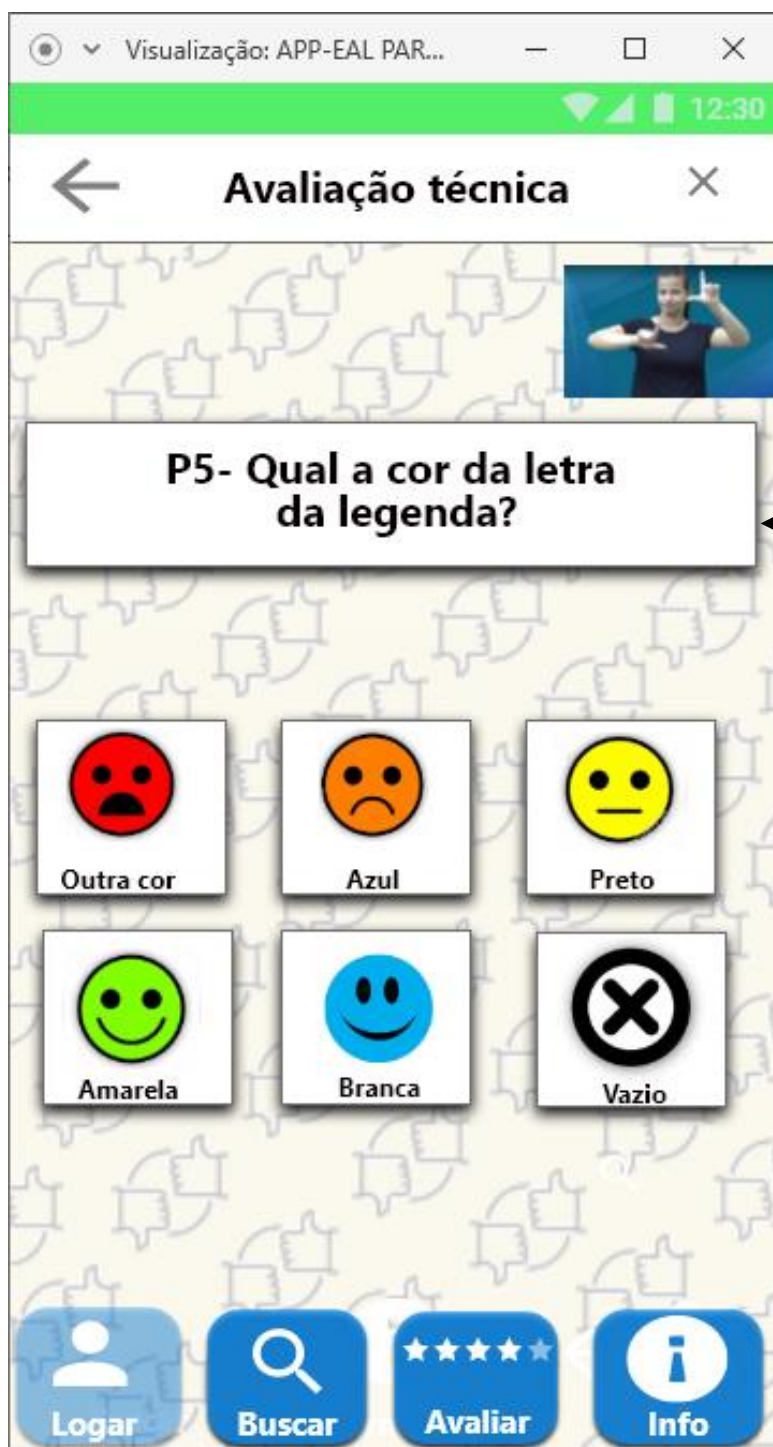 Visualização: APP-EAL PAR...
12:30
Avaliação técnica
P5- Qual a cor da letra
da legenda?
Outra cor
Azul
Preto
Amarela
Branca
Vazio
Logar
Buscar
Avaliar
Info